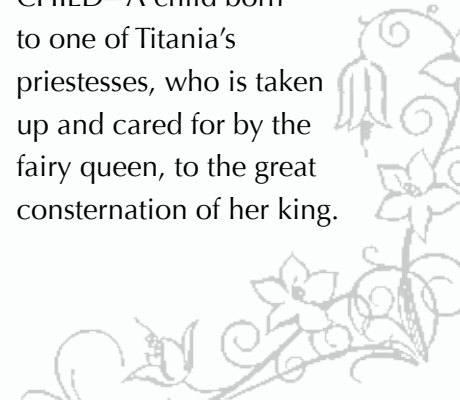 CHILD– A child born
to one of Titania’s
priestesses, who is taken
up and cared for by the
fairy queen, to the great
consternation of her king.